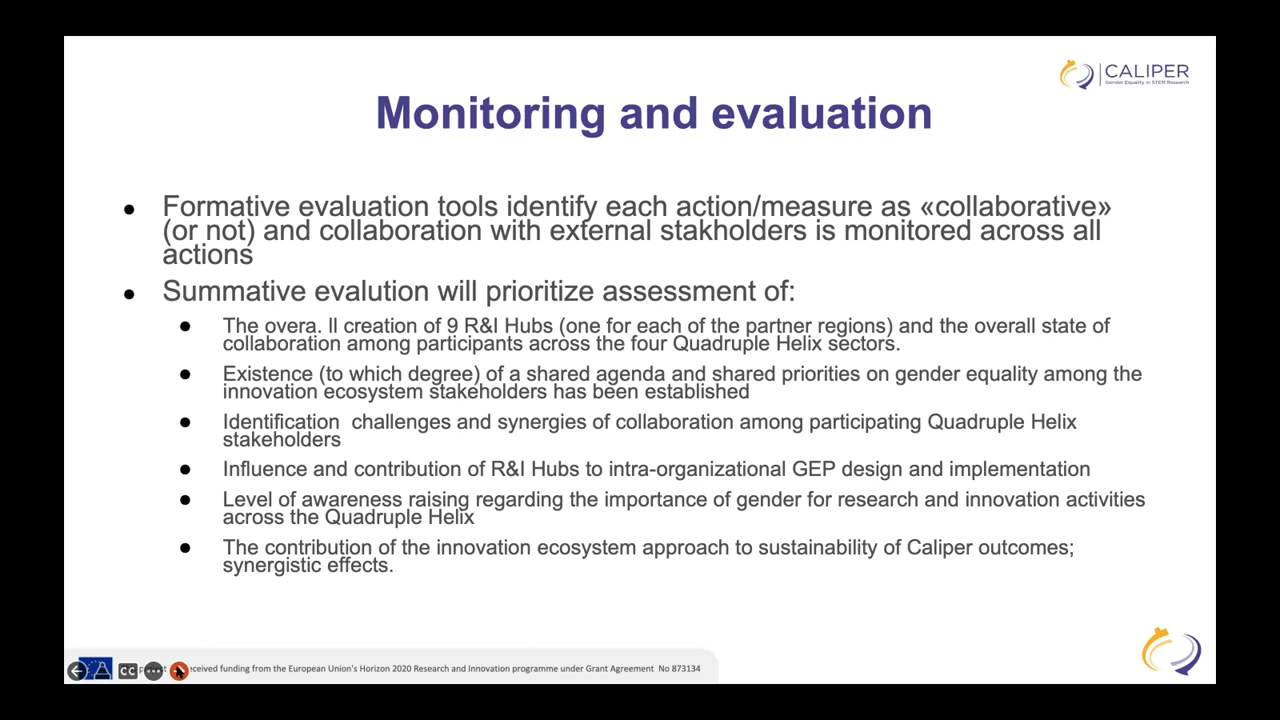 CALIPER
Gender Equality in STEM Research
Monitoring and evaluation
• Formative evaluation tools identify each action/measure as «collaborative»
(or not) and collaboration with external stakholders is monitored across all
actions
• Summative evalution will prioritize assessment of:
• The overa. ll creation of 9 R&I Hubs (one for each of the partner regions) and the overall state of
collaboration among participants across the four Quadruple Helix sectors.
• Existence (to which degree) of a shared agenda and shared priorities on gender equality among the
innovation ecosystem stakeholders has been established
• Identification  challenges and synergies of collaboration among participating Quadruple Helix
stakeholders
• Influence and contribution of R&I Hubs to intra-organizational GEP design and implementation
• Level of awareness raising regarding the importance of gender for research and innovation activities
across the Quadruple Helix
• The contribution of the innovation ecosystem approach to sustainability of Caliper outcomes;
synergistic effects.
CC
funding from the European Union's Horizon 2020 Research and Innovation programme under Grant Agreement  No 873134